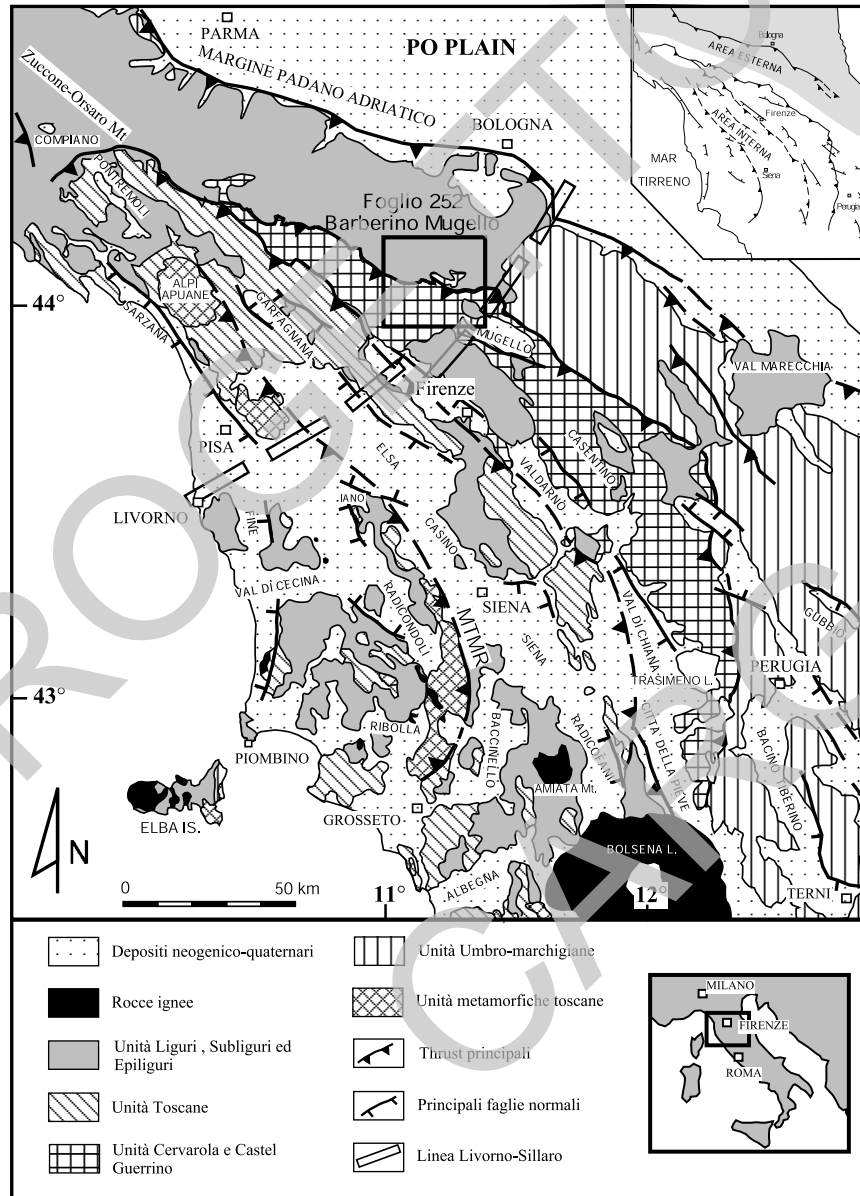 PARMA
PO PLAIN
MARGINE PADANO ADRIATICO
Zuccone-Orsaro Mt
BOLOGNA
COMPIANO
PONTREMOLI
Foglio 252
Barberino Mugello
ALPI
APUANE
44°
SARZANA
GARFAGNANA
MUGELLO
VAL MARECCHIA
Firenze
PISA
ELSA
CASENTINO
VALDARNO
LIVORNO
FINE
IANO
CASINO
VAL DI CECINA
RADICONDOLI
SIENA
MTMR
SIENA
VAL DI CHIANA
GUBBIO
TRASIMENO L.
PERUGIA
43°
RIBOLLA
BACCINELLO
RADICOFANI
CITTÀ DELLA PIEVE
BACINO TIBERINO
PIOMBINO
AMIATA Mt.
ELBA IS.
GROSSETO
BOLSENA L.
N
ALBEGNA
TERNI
0 50 km
11°
12°
Bologna
AREA ESTERNA
Firenze
AREA INTERNA
MAR
TIRRENO
Siena
Perugia
Depositi neogenico-quaternari
Rocce ignee
Unità Liguri , Subliguri ed
Epiliguri
Unità Toscane
Unità Cervarola e Castel
Guerrino
Unità Umbro-marchigiane
Unità metamorfiche toscane
Thrust principali
Principali faglie normali
Linea Livorno-Sillaro
MILANO
FIRENZE
ROMA
PROGETTO
CARG